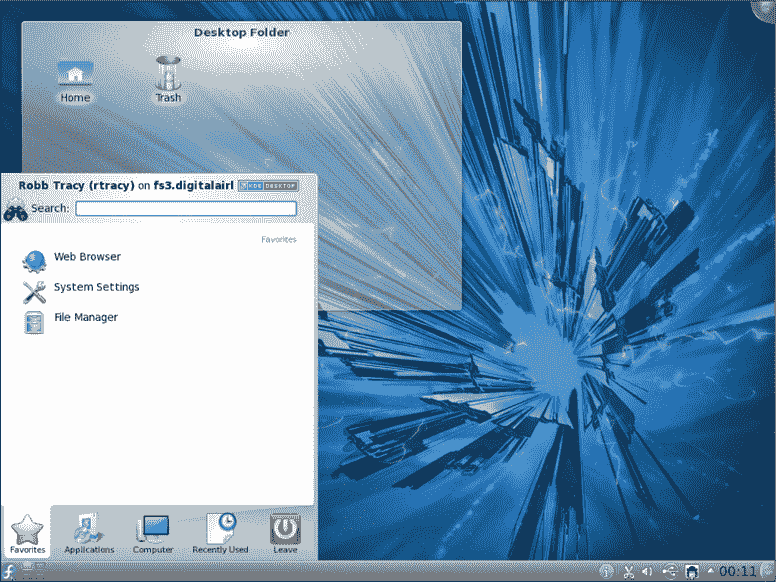 Desktop Folder
Home
Trash
Robb Tracy (rtracy) on fs3.digitalairl KDE DESKTOP
Search:
Favorites
Web Browser
System Settings
File Manager
Favorites
Applications
Computer
Recently Used
Leave
00:11